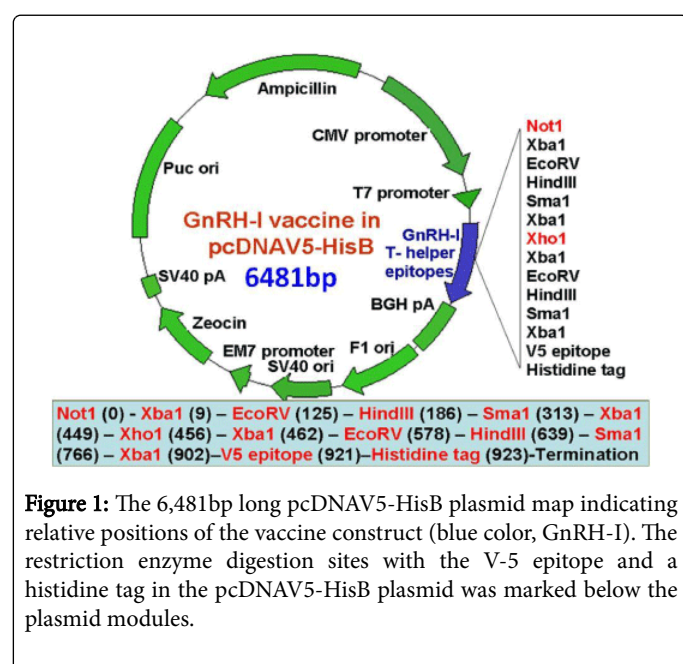 Ampicillin
CMV promoter
T7 promoter
Puc ori
GnRH-I vaccine in
pcDNAV5-HisB
6481bp
GnRH-I,
T- helper
epitopes
BGH pA
SV40 pA
Zeocin
EM7 promoter
SV40 ori
F1 ori
Not1
Xba1
EcoRV
HindIII
Sma1
Xba1
Xho1
Xba1
EcoRV
HindIII
Sma1
Xba1
V5 epitope
Histidine tag
Not1 (0) - Xba1 (9) – EcoRV (125) – HindIII (186) – Sma1 (313) – Xba1
(449) – Xho1 (456) – Xba1 (462) – EcoRV (578) – HindIII (639) – Sma1
(766) – Xba1 (902)–V5 epitope (921)–Histidine tag (923)-Termination
Figure 1: The 6,481bp long pcDNAV5-HisB plasmid map indicating
relative positions of the vaccine construct (blue color, GnRH-I). The
restriction enzyme digestion sites with the V-5 epitope and a
histidine tag in the pcDNAV5-HisB plasmid was marked below the
plasmid modules.